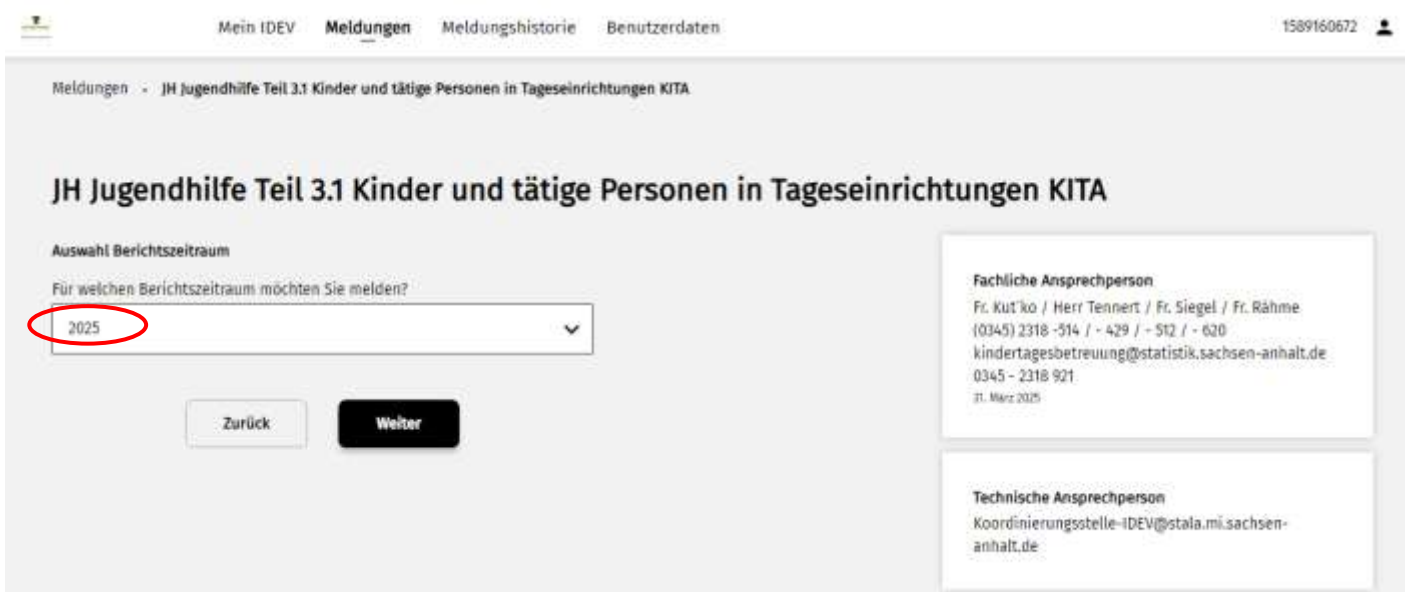 Mein IDEV Meldungen Meldungshistorie Benutzerdaten 1589160672
Meldungen - JH Jugendhilfe Teil 3.1 Kinder und tätige Personen in Tageseinrichtungen KITA
JH Jugendhilfe Teil 3.1 Kinder und tätige Personen in Tageseinrichtungen KITA
Auswahl Berichtszeitraum
Für welchen Berichtszeitraum möchten Sie melden?
2025
Zurück Weiter
Fachliche Ansprechperson
Fr. Kut´ko / Herr Tennert / Fr. Siegel / Fr. Rähme
(0345) 2318 -514 / - 429 / - 512 / - 620
kindertagesbetreuung@statistik.sachsen-anhalt.de
0345 - 2318 921
31. März 2025
Technische Ansprechperson
Koordinierungsstelle-IDEV@stala.mi.sachsen-
anhalt.de